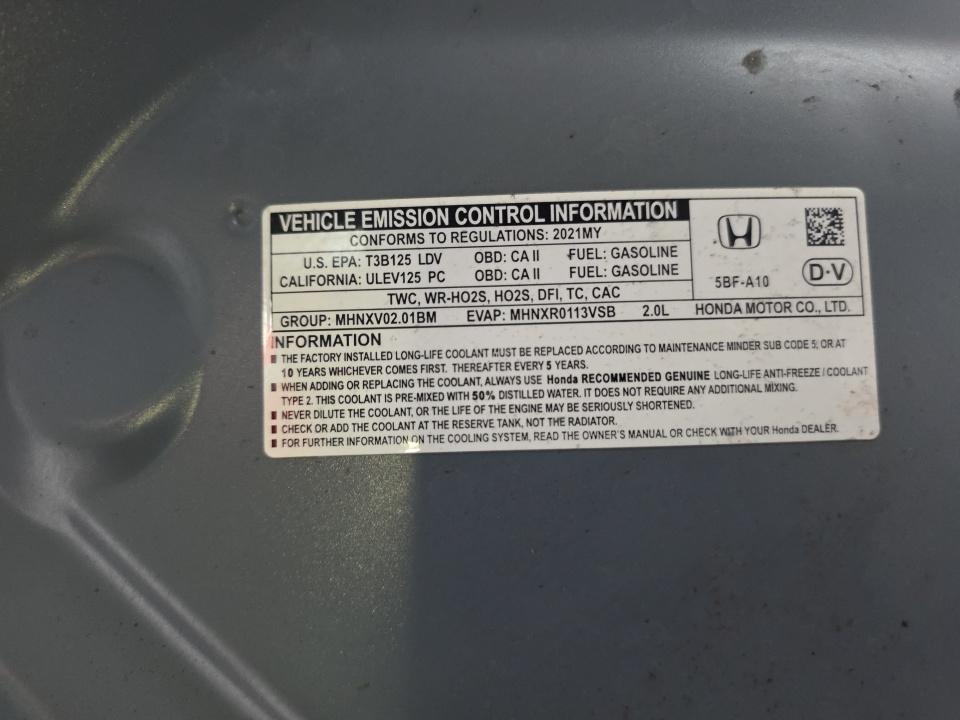 VEHICLE EMISSION CONTROL INFORMATION
CONFORMS TO REGULATIONS: 2021MY
U.S. EPA: T3B125 LDV OBD: CA II FUEL: GASOLINE
CALIFORNIA: ULEV125 PC OBD: CA II FUEL: GASOLINE
TWC, WR-HO2S, HO2S, DFI, TC, CAC
GROUP: MHNXV02.01BM EVAP: MHNXR0113VSB 2.0L
5BF-A10
D·V
HONDA MOTOR CO., LTD.
INFORMATION
THE FACTORY INSTALLED LONG-LIFE COOLANT MUST BE REPLACED ACCORDING TO MAINTENANCE MINDER SUB CODE 5, OR AT
10 YEARS WHICHEVER COMES FIRST. THEREAFTER EVERY 5 YEARS.
WHEN ADDING OR REPLACING THE COOLANT, ALWAYS USE Honda RECOMMENDED GENUINE LONG-LIFE ANTI-FREEZE / COOLANT
TYPE 2. THIS COOLANT IS PRE-MIXED WITH 50% DISTILLED WATER. IT DOES NOT REQUIRE ANY ADDITIONAL MIXING.
NEVER DILUTE THE COOLANT, OR THE LIFE OF THE ENGINE MAY BE SERIOUSLY SHORTENED.
CHECK OR ADD THE COOLANT AT THE RESERVE TANK, NOT THE RADIATOR.
FOR FURTHER INFORMATION ON THE COOLING SYSTEM, READ THE OWNER'S MANUAL OR CHECK WITH YOUR Honda DEALER.